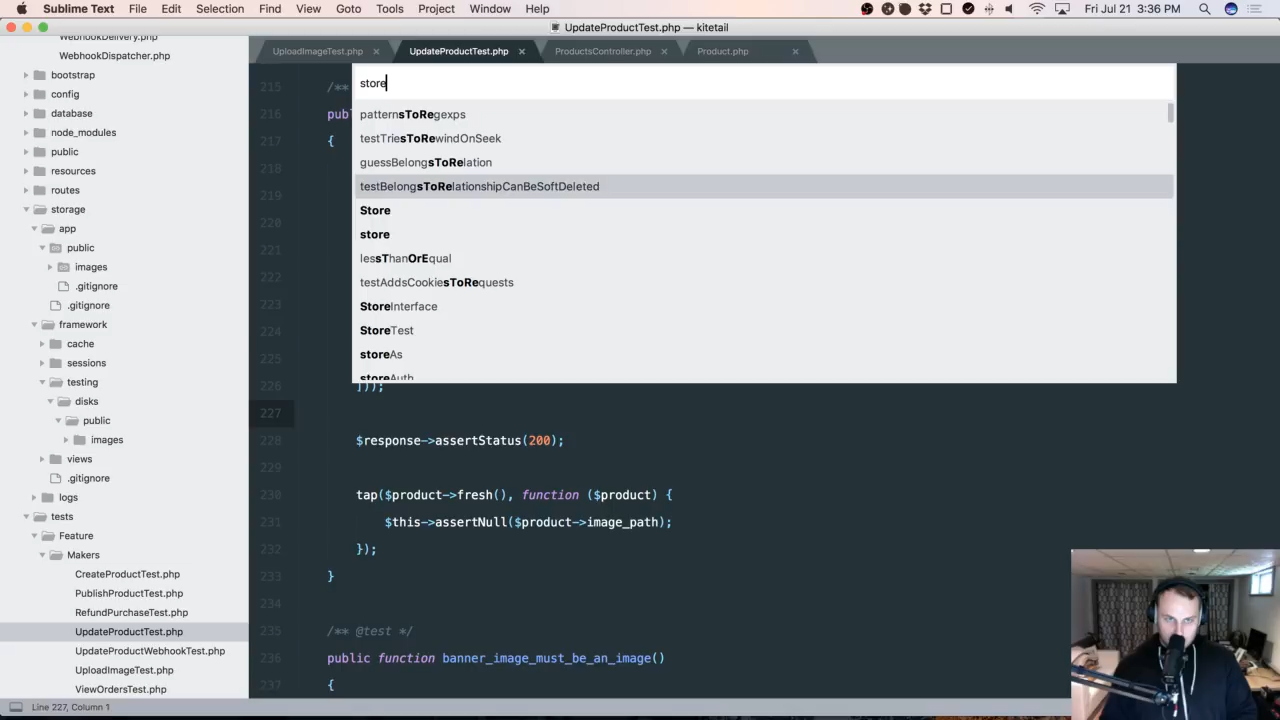 Sublime Text File Edit Selection Find View Goto Tools Project Window Help Fri Jul 21 3:36 PM
UpdateProductTest.php — kitetail
WebhookDelivery.php
WebhookDispatcher.php
bootstrap
config
database
node_modules
public
resources
routes
storage
app
public
images
.gitignore
.gitignore
framework
cache
sessions
testing
disks
public
images
views
.gitignore
logs
tests
Feature
Makers
CreateProductTest.php
PublishProductTest.php
RefundPurchaseTest.php
UpdateProductTest.php
UpdateProductWebhookTest.php
UploadImageTest.php
ViewOrdersTest.php
UploadImageTest.php × UpdateProductTest.php × ProductsController.php × Product.php ×
store
patternsToRegexps
testTriesToRewindOnSeek
guessBelongsToRelation
testBelongsToRelationshipCanBeSoftDeleted
Store
store
lessThanOrEqual
testAddsCookiesToRequests
StoreInterface
StoreTest
storeAs
storeAuth
215 /**
216 pub
217 {
218
219
220
221
222
223
224
225
226 ]));
227
228 $response->assertStatus(200);
229
230 tap($product->fresh(), function ($product) {
231 $this->assertNull($product->image_path);
232 });
233 }
234
235 /** @test */
236 public function banner_image_must_be_an_image()
237 {
Line 227, Column 1